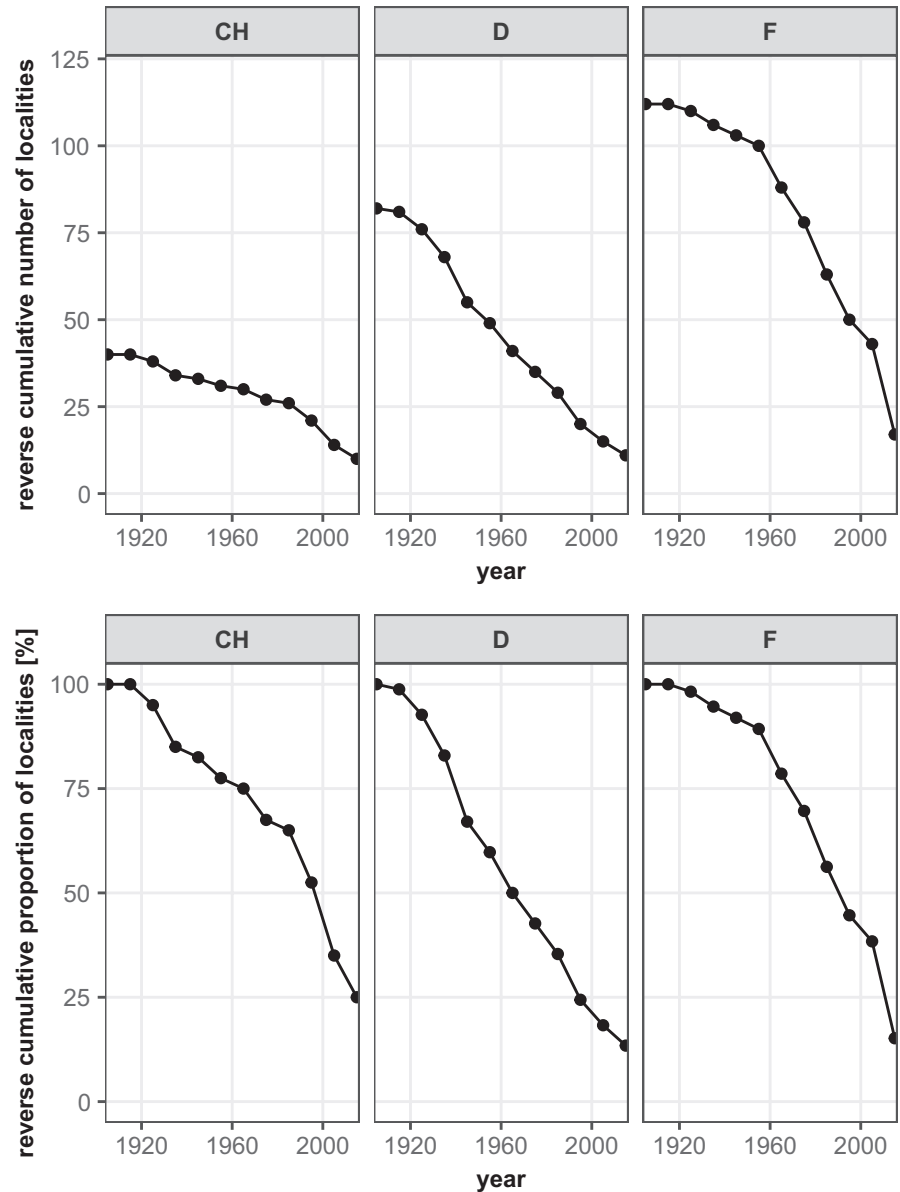 CH D F
reverse cumulative number of localities
125
100
75
50
25
0
1920 1960 2000 1920 1960 2000 1920 1960 2000
year
CH D F
reverse cumulative proportion of localities [%]
100
75
50
25
0
1920 1960 2000 1920 1960 2000 1920 1960 2000
year